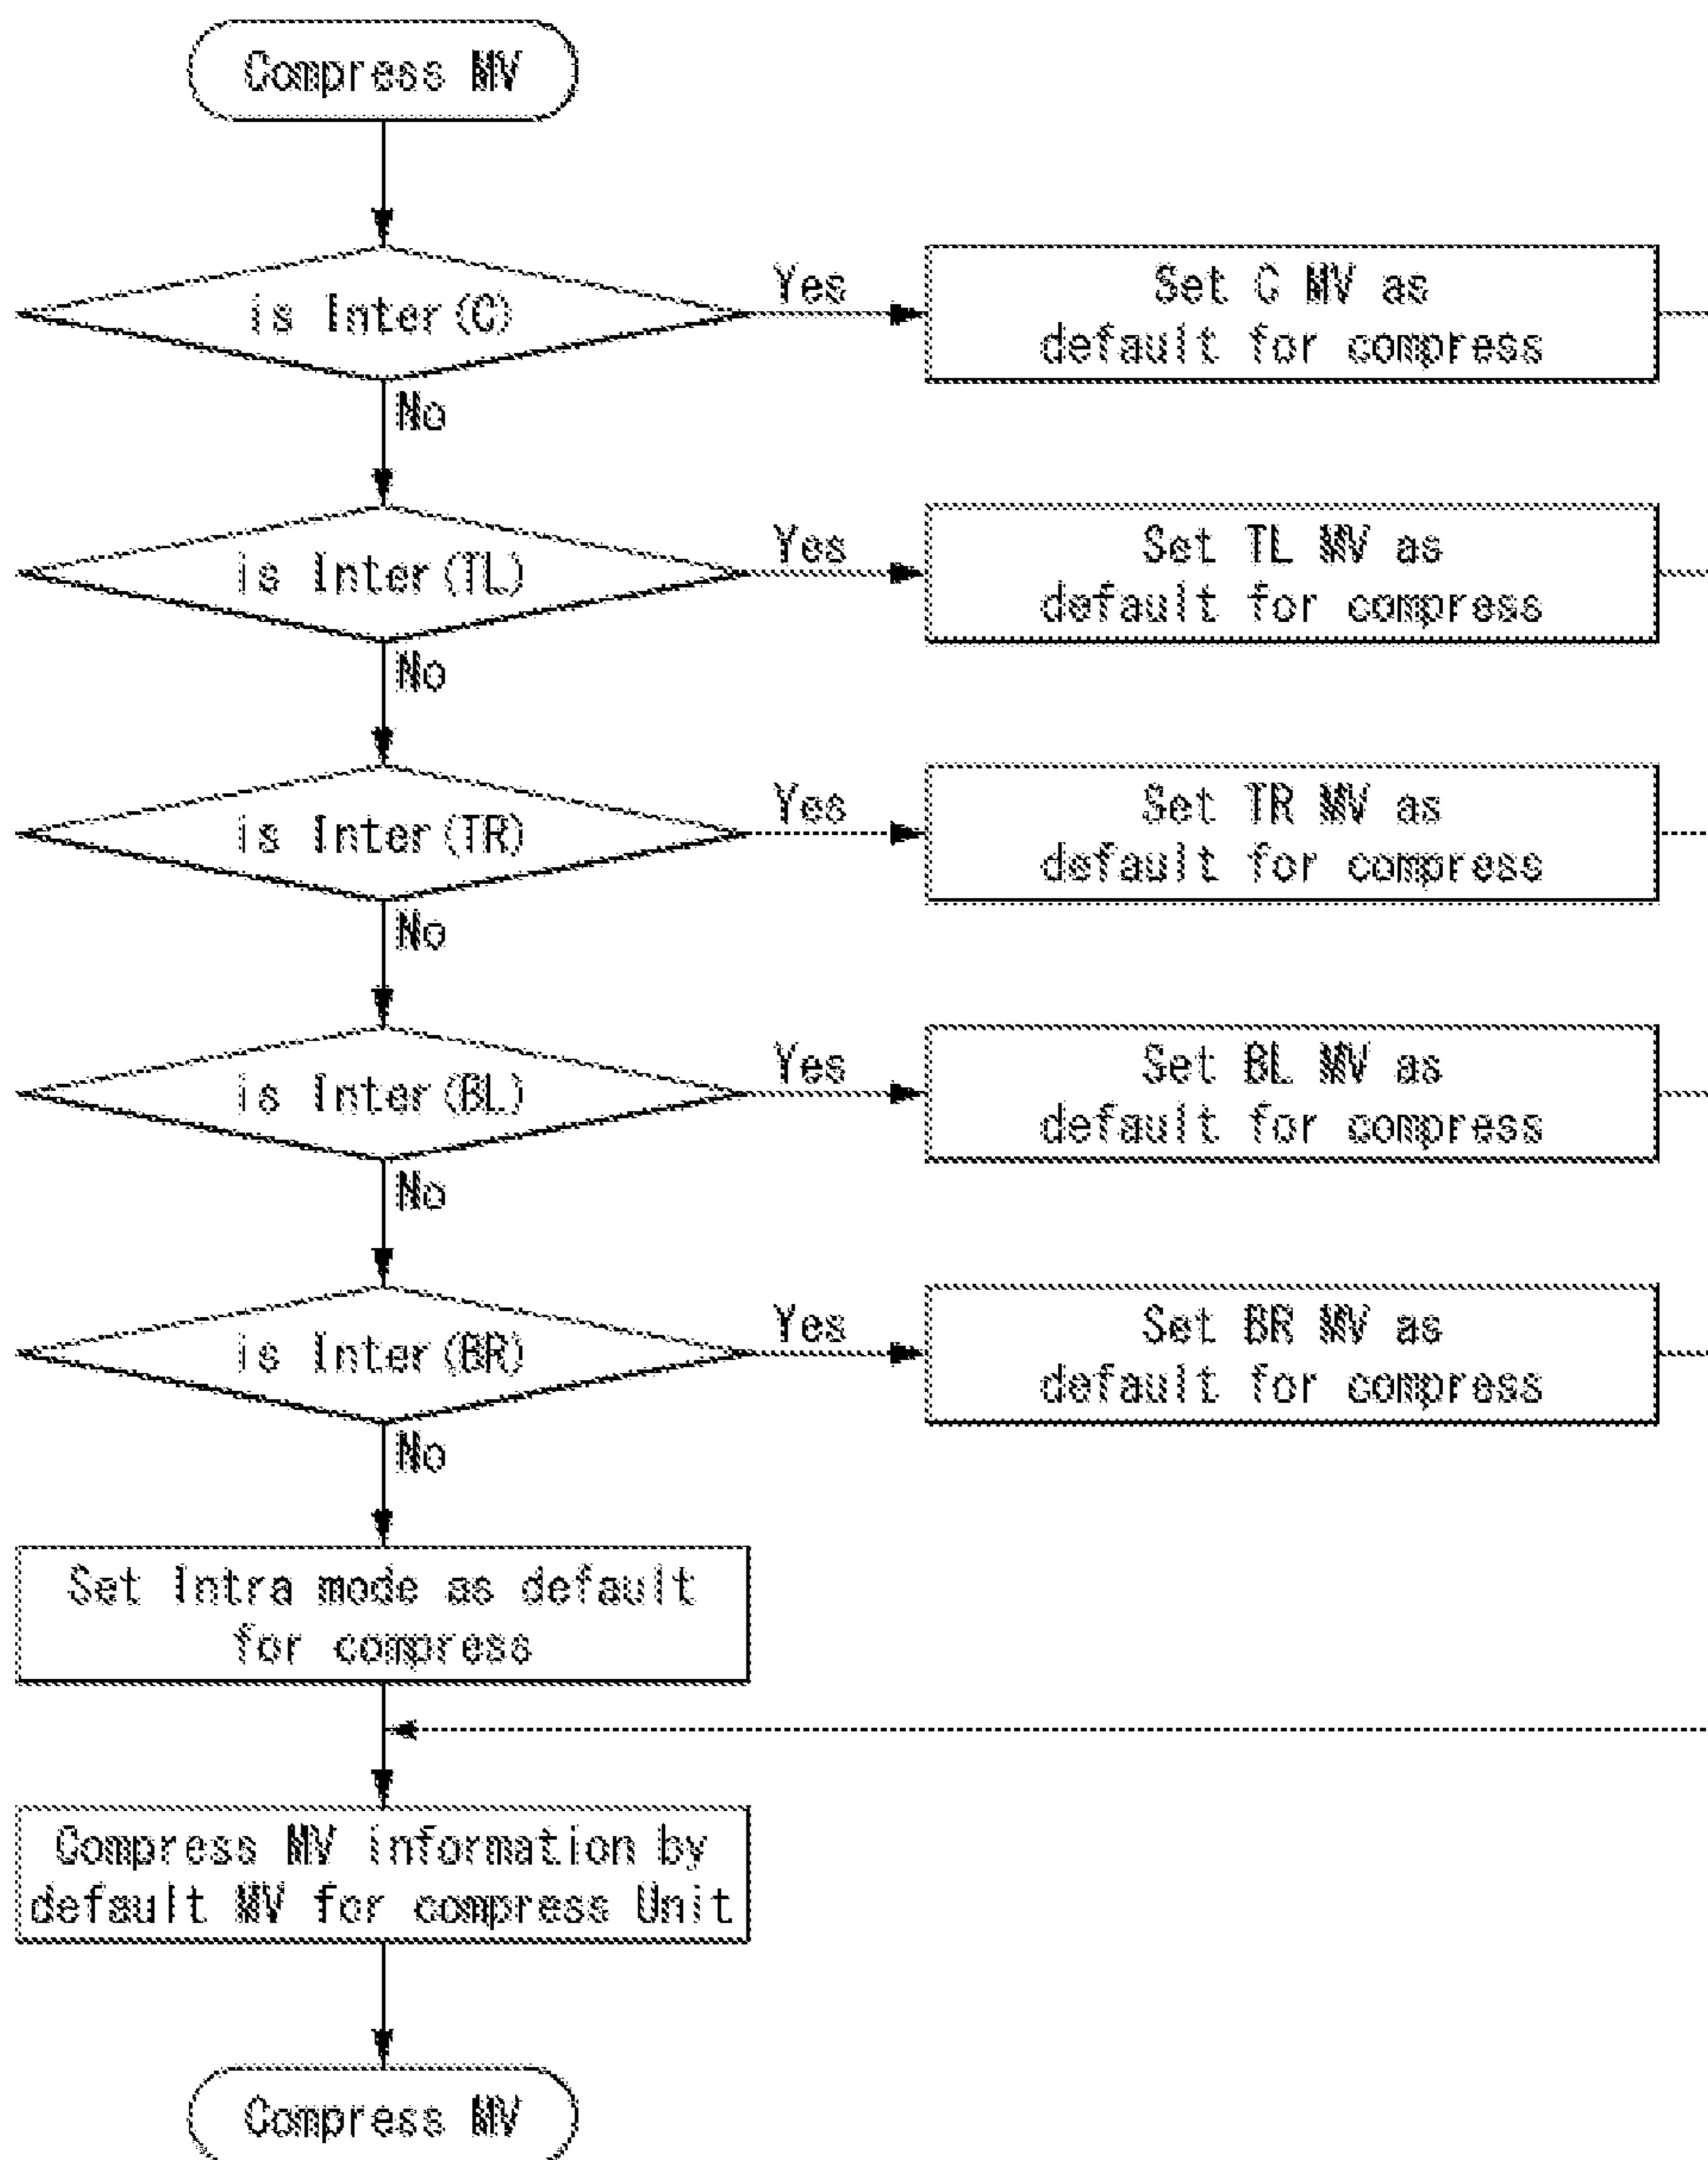 Compress MV
is Inter(C)
Yes
Set C MV as
default for compress
No
is Inter(TL)
Yes
Set TL MV as
default for compress
No
is Inter(TR)
Yes
Set TR MV as
default for compress
No
is Inter(BL)
Yes
Set BL MV as
default for compress
No
is Inter(BR)
Yes
Set BR MV as
default for compress
No
Set Intra mode as default
for compress
Compress MV information by
default MV for compress Unit
Compress MV